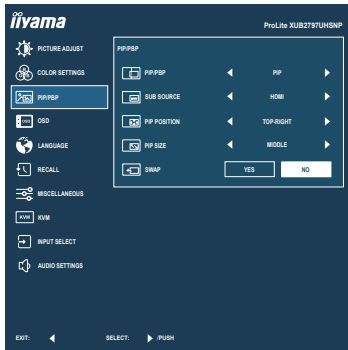 iiyama
ProLite XUB2797UHSNP
PICTURE ADJUST
COLOR SETTINGS
PIP/PBP
OSD
OSD
LANGUAGE
RECALL
MISCELLANEOUS
KVM KVM
INPUT SELECT
AUDIO SETTINGS
PIP/PBP
PIP/PBP PIP
SUB SOURCE HDMI
PIP POSITION TOP-RIGHT
PIP SIZE MIDDLE
SWAP YES NO
EXIT: SELECT: /PUSH